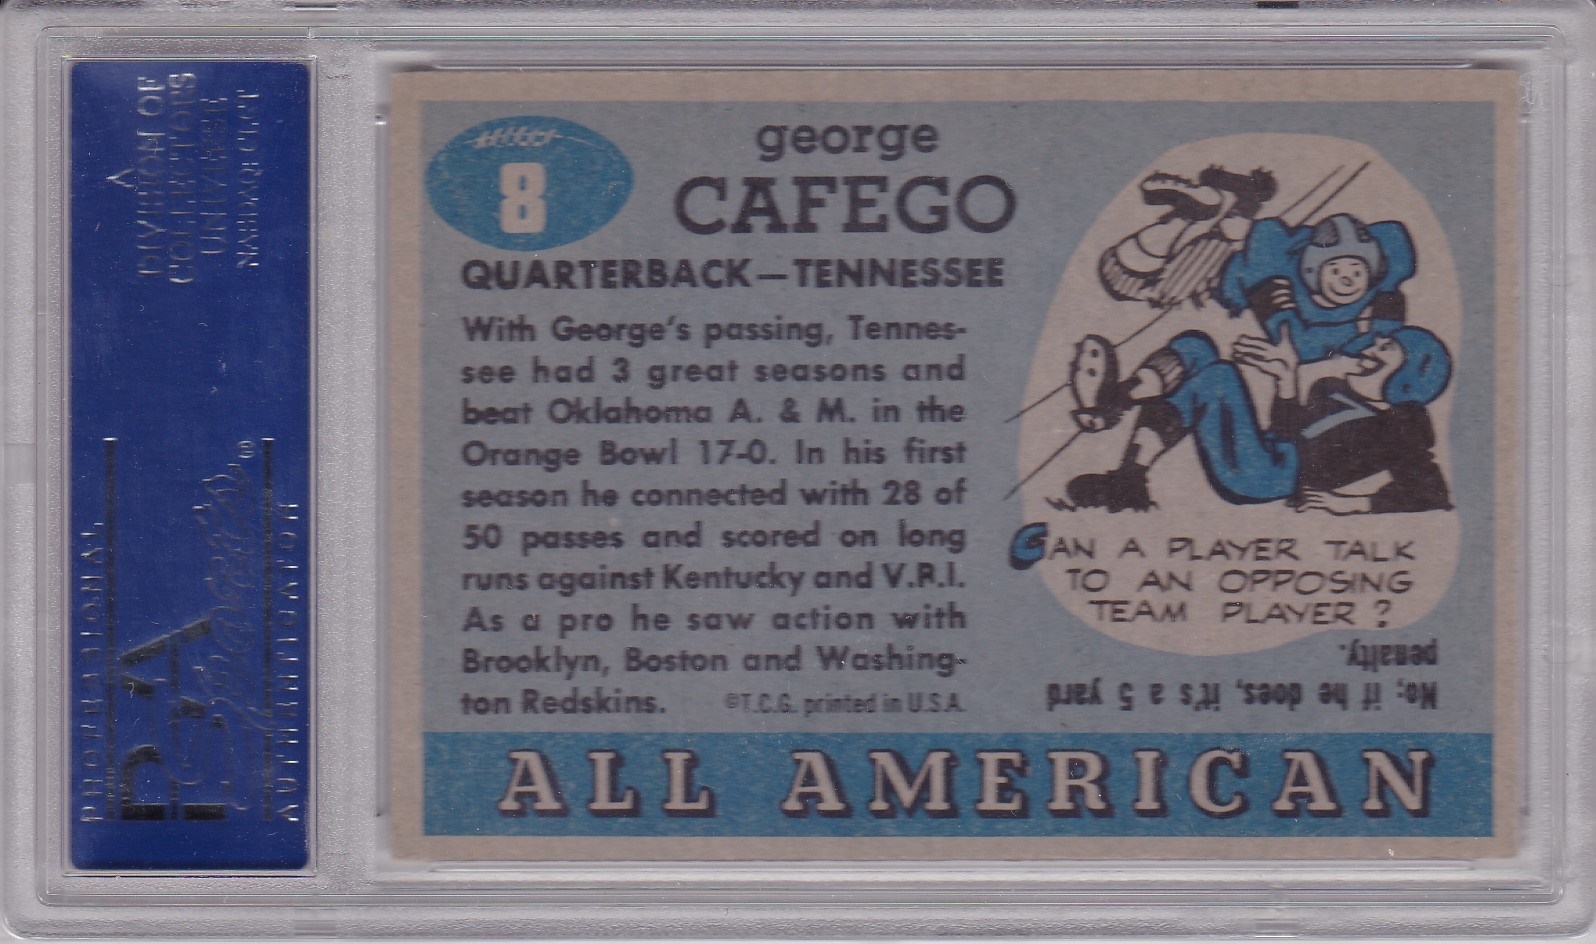 8
george
CAFEGO
QUARTERBACK—TENNESSEE
With George's passing, Tennes-
see had 3 great seasons and
beat Oklahoma A. & M. in the
Orange Bowl 17-0. In his first
season he connected with 28 of
50 passes and scored on long
runs against Kentucky and V.P.I.
As a pro he saw action with
Brooklyn, Boston and Washing-
ton Redskins.
©T.C.G. printed in U.S.A.
7
CAN A PLAYER TALK
TO AN OPPOSING
TEAM PLAYER?
No; if he does, it's a 5 yard
penalty.
ALL AMERICAN
A
DIVISION OF
COLLECTORS
UNIVERSE
NASDAQ:CLCT
PROFESSIONAL
PSA
AUTHENTICATOR